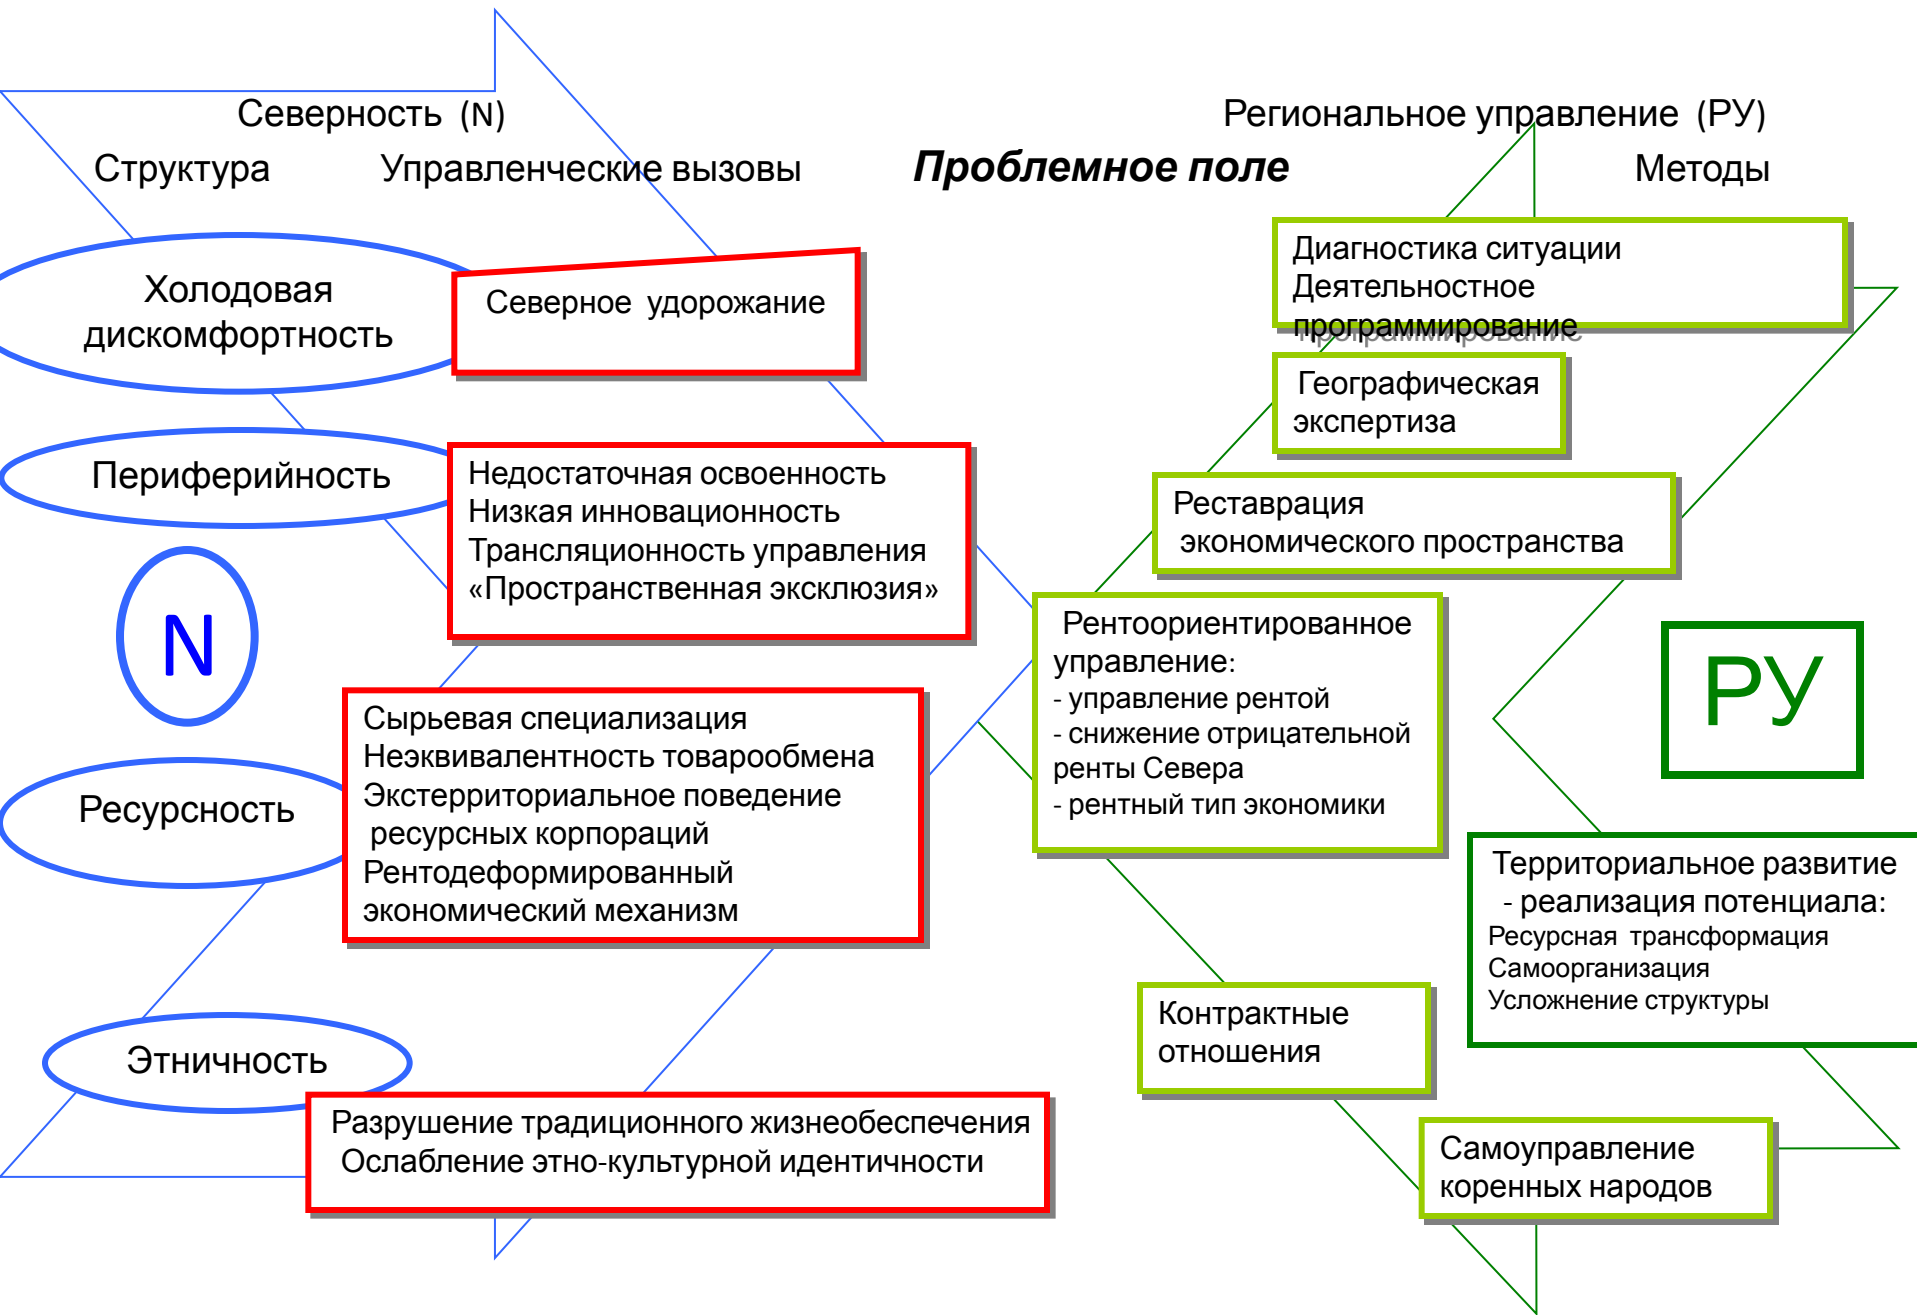 Северность (N)
Региональное управление (РУ)
Структура
Управленческие вызовы
Проблемное поле
Методы
Холодовая
дискомфортность
Северное удорожание
Периферийность
Недостаточная освоенность
Низкая инновационность
Трансляционность управления
«Пространственная эксклюзия»
N
Ресурсность
Сырьевая специализация
Неэквивалентность товарообмена
Экстерриториальное поведение
ресурсных корпораций
Рентодеформированный
экономический механизм
Этничность
Разрушение традиционного жизнеобеспечения
Ослабление этно-культурной идентичности
Диагностика ситуации
Деятельностное
программирование
Географическая
экспертиза
Реставрация
экономического пространства
Рентоориентированное
управление:
- управление рентой
- снижение отрицательной
ренты Севера
- рентный тип экономики
РУ
Территориальное развитие
- реализация потенциала:
Ресурсная трансформация
Самоорганизация
Усложнение структуры
Контрактные
отношения
Самоуправление
коренных народов